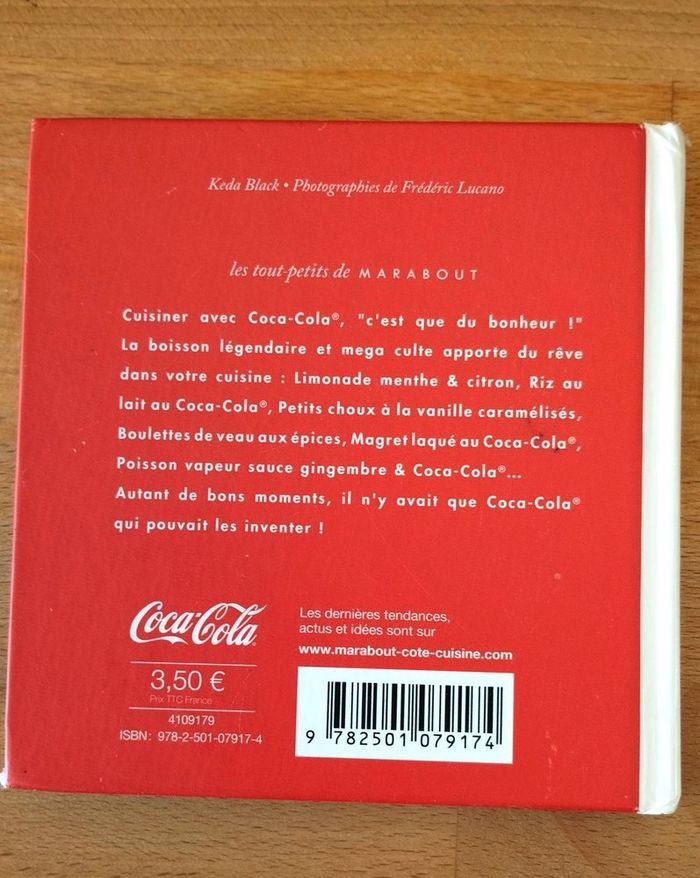 Keda Black • Photographies de Frédéric Lucano
les tout-petits de MARABOUT
Cuisiner avec Coca-Cola®, "c'est que du bonheur !"
La boisson légendaire et mega culte apporte du rêve
dans votre cuisine : Limonade menthe & citron, Riz au
lait au Coca-Cola®, Petits choux à la vanille caramélisés,
Boulettes de veau aux épices, Magret laqué au Coca-Cola®,
Poisson vapeur sauce gingembre & Coca-Cola®...
Autant de bons moments, il n'y avait que Coca-Cola®
qui pouvait les inventer !
Coca-Cola
3,50 €
Prix TTC France
4109179
ISBN: 978-2-501-07917-4
Les dernières tendances,
actus et idées sont sur
www.marabout-cote-cuisine.com
9 782501 079174